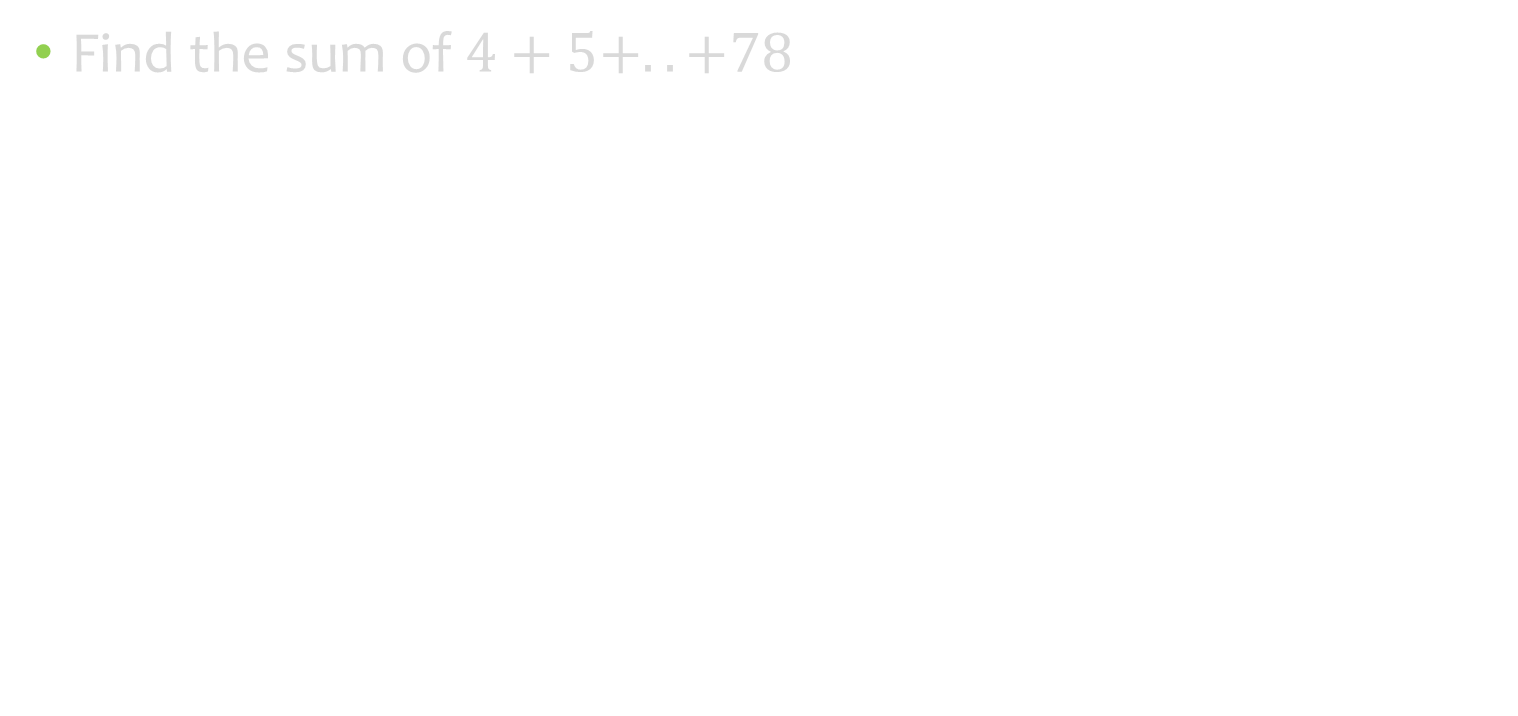 • Find the sum of 4 + 5+. . +78